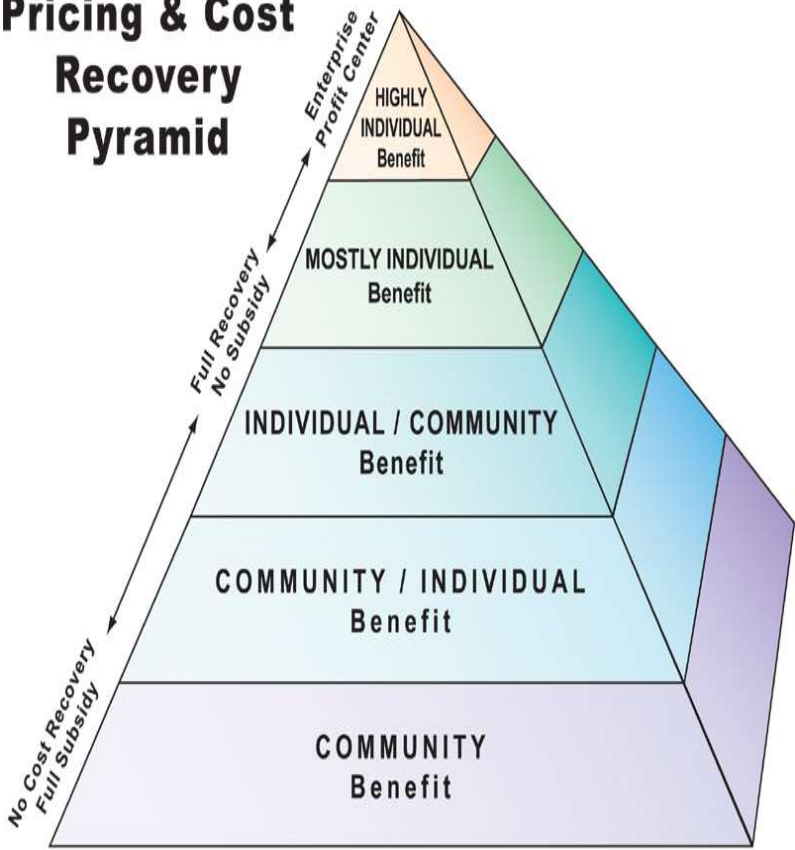 Pricing & Cost
Recovery
Pyramid
Enterprise
Profit Center
HIGHLY
INDIVIDUAL
Benefit
MOSTLY INDIVIDUAL
Benefit
Full Recovery
No Subsidy
INDIVIDUAL / COMMUNITY
Benefit
COMMUNITY / INDIVIDUAL
Benefit
No Cost Recovery
Full Subsidy
COMMUNITY
Benefit